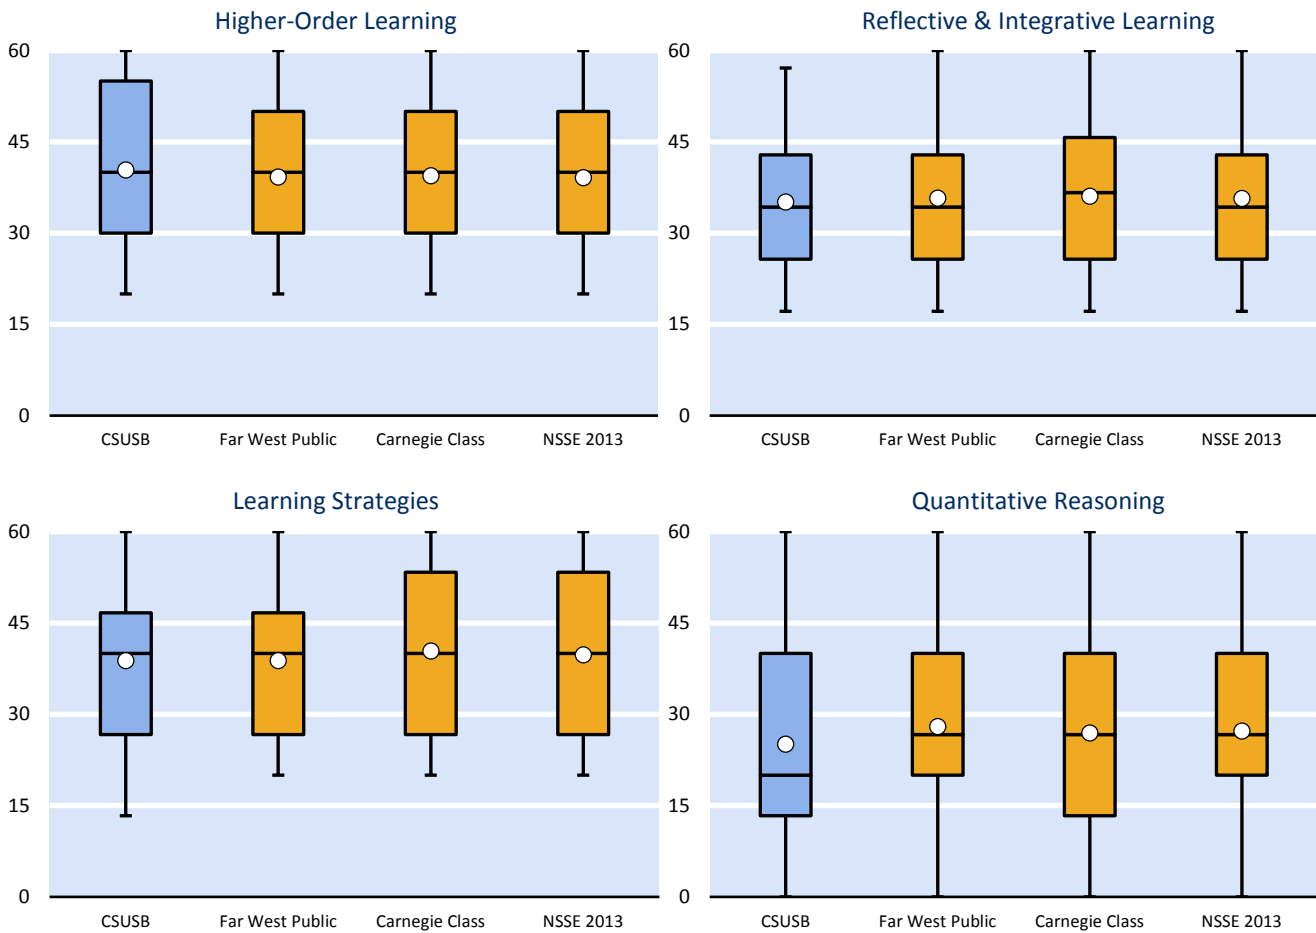 Higher-Order Learning
60
45
30
15
0
CSUSB Far West Public Carnegie Class NSSE 2013
Reflective & Integrative Learning
60
45
30
15
0
CSUSB Far West Public Carnegie Class NSSE 2013
Learning Strategies
60
45
30
15
0
CSUSB Far West Public Carnegie Class NSSE 2013
Quantitative Reasoning
60
45
30
15
0
CSUSB Far West Public Carnegie Class NSSE 2013